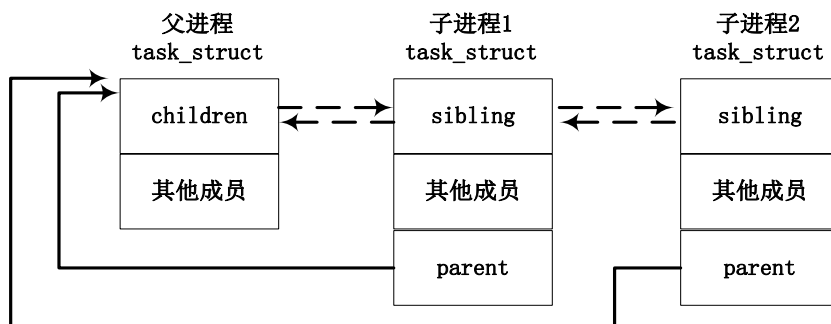 父进程 子进程1 子进程2
task_struct task_struct task_struct
children sibling sibling
其他成员 其他成员 其他成员
parent parent